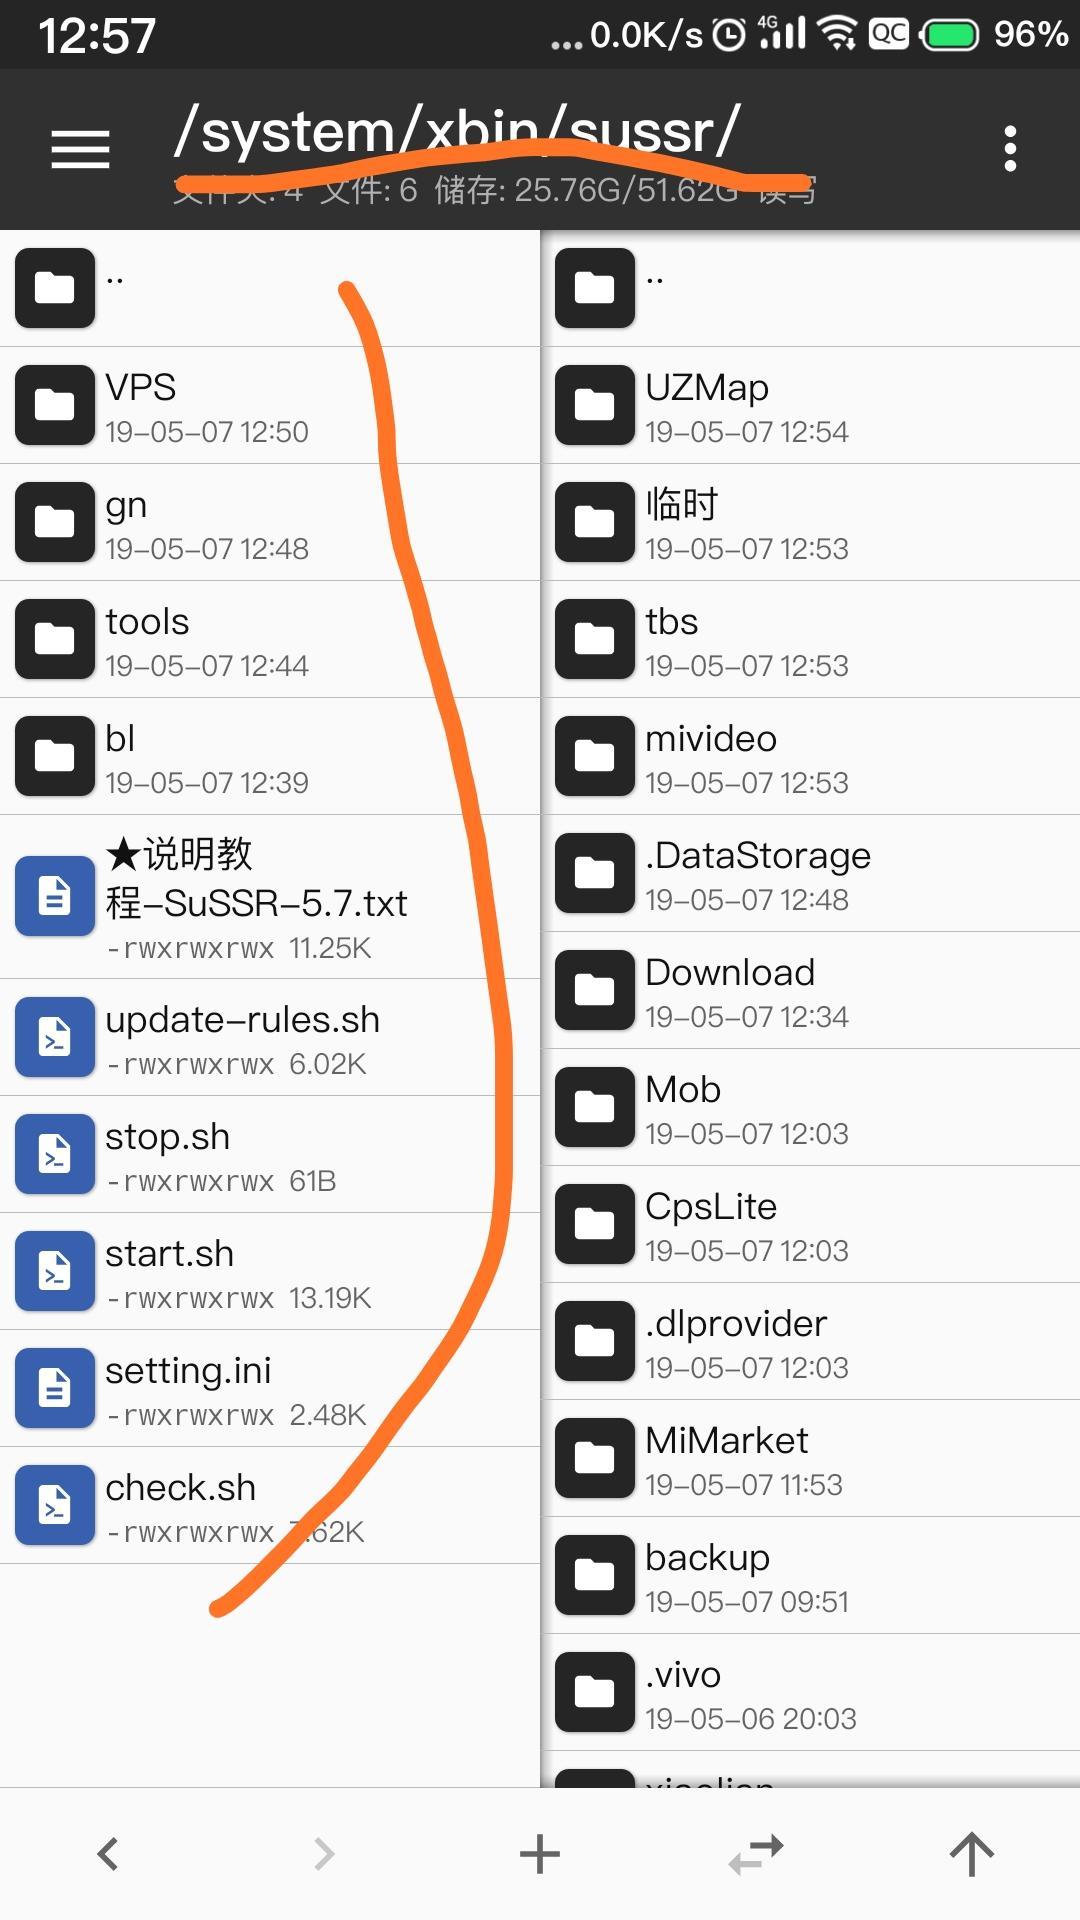 12:57
... 0.0K/s 4G QC 96%
/system/xbin/sussr/
文件夹: 4 文件: 6 储存: 25.76G/51.62G 读写
..
VPS
19-05-07 12:50
gn
19-05-07 12:48
tools
19-05-07 12:44
bl
19-05-07 12:39
★说明教
程-SuSSR-5.7.txt
-rwxrwxrwx 11.25K
update-rules.sh
-rwxrwxrwx 6.02K
stop.sh
-rwxrwxrwx 61B
start.sh
-rwxrwxrwx 13.19K
setting.ini
-rwxrwxrwx 2.48K
check.sh
-rwxrwxrwx
..
UZMap
19-05-07 12:54
临时
19-05-07 12:53
tbs
19-05-07 12:53
mivideo
19-05-07 12:53
.DataStorage
19-05-07 12:48
Download
19-05-07 12:34
Mob
19-05-07 12:03
CpsLite
19-05-07 12:03
.dlprovider
19-05-07 12:03
MiMarket
19-05-07 11:53
backup
19-05-07 09:51
.vivo
19-05-06 20:03